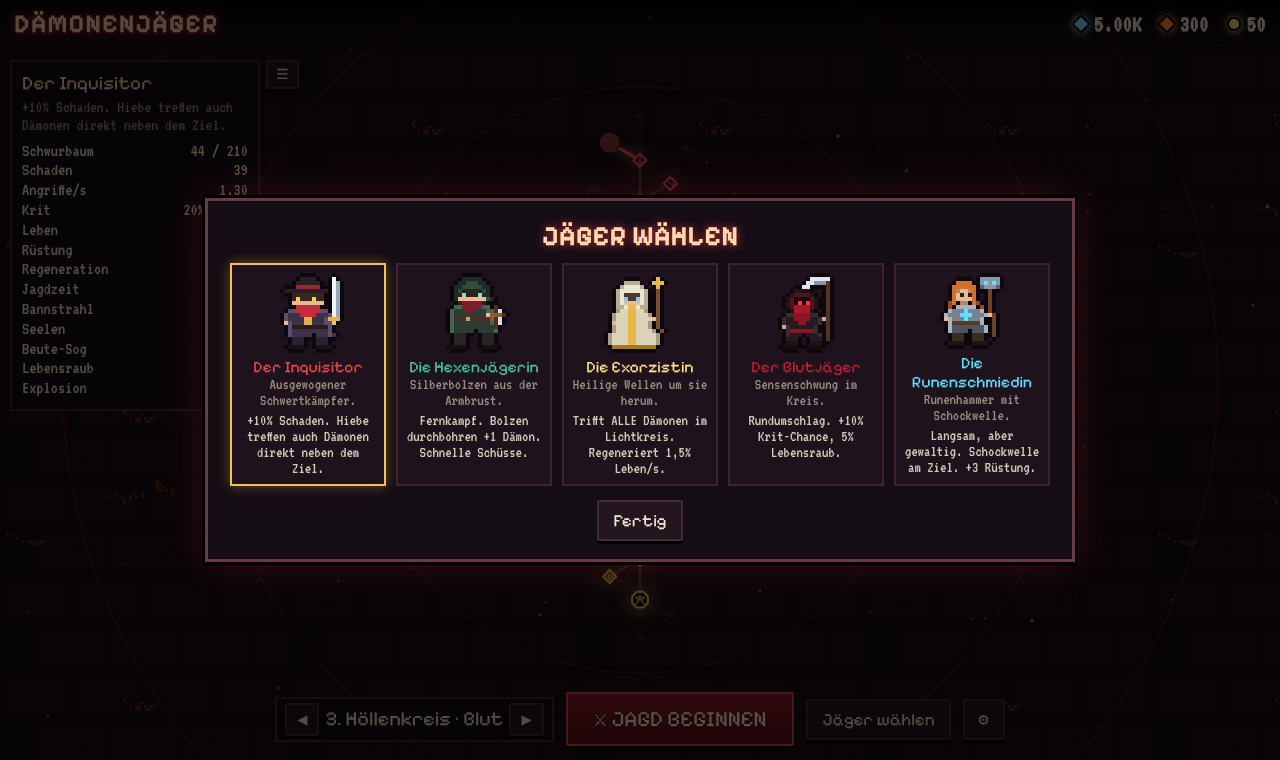 DÄMONENJÄGER
5.00K
300
50
Der Inquisitor
☰
+10% Schaden. Hiebe treffen auch
Dämonen direkt neben dem Ziel.
Schwurbaum 44 / 210
Schaden 39
Angriffe/s 1.30
Krit 20%
Leben
Rüstung
Regeneration
Jagdzeit
Bannstrahl
Seelen
Beute-Sog
Lebensraub
Explosion
JÄGER WÄHLEN
Der Inquisitor
Ausgewogener
Schwertkämpfer.
+10% Schaden. Hiebe
treffen auch Dämonen
direkt neben dem
Ziel.
Die Hexenjägerin
Silberbolzen aus der
Armbrust.
Fernkampf. Bolzen
durchbohren +1 Dämon.
Schnelle Schüsse.
Die Exorzistin
Heilige Wellen um sie
herum.
Trifft ALLE Dämonen im
Lichtkreis.
Regeneriert 1,5%
Leben/s.
Der Blutjäger
Sensenschwung im
Kreis.
Rundumschlag. +10%
Krit-Chance, 5%
Lebensraub.
Die
Runenschmiedin
Runenhammer mit
Schockwelle.
Langsam, aber
gewaltig. Schockwelle
am Ziel. +3 Rüstung.
Fertig
◀ 3. Höllenkreis · Blut ▶
⚔ JAGD BEGINNEN
Jäger wählen
⚙